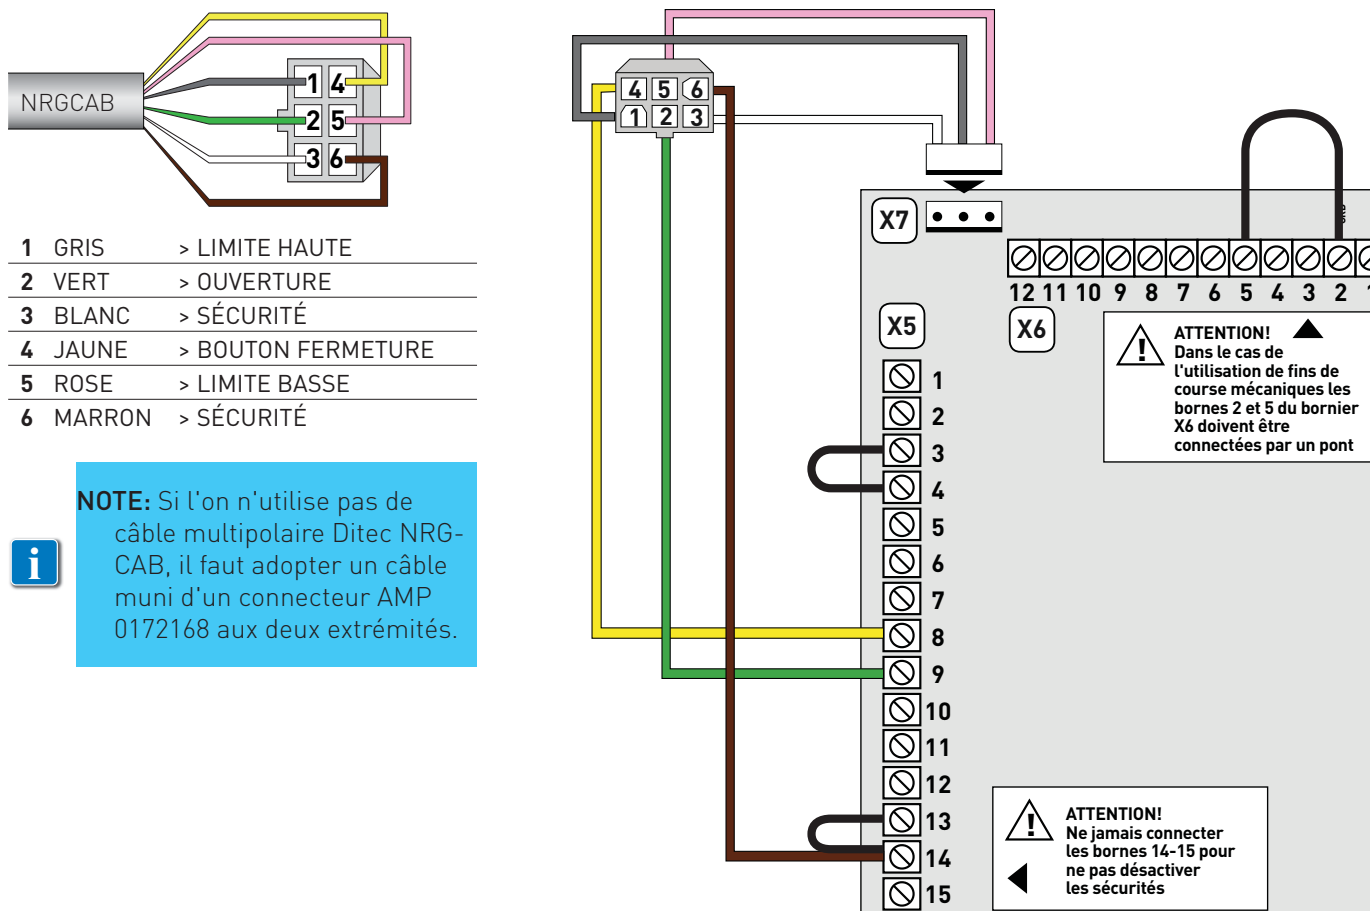 NRGCAB
1 4
2 5
3 6
1 GRIS > LIMITE HAUTE
2 VERT > OUVERTURE
3 BLANC > SÉCURITÉ
4 JAUNE > BOUTON FERMETURE
5 ROSE > LIMITE BASSE
6 MARRON > SÉCURITÉ
i
NOTE: Si l'on n'utilise pas de
câble multipolaire Ditec NRG-
CAB, il faut adopter un câble
muni d'un connecteur AMP
0172168 aux deux extrémités.
4 5 6
1 2 3
X7
12 11 10 9 8 7 6 5 4 3 2
X5
X6
! ATTENTION!
Dans le cas de
l'utilisation de fins de
course mécaniques les
bornes 2 et 5 du bornier
X6 doivent être
connectées par un pont
1
2
3
4
5
6
7
8
9
10
11
12
13
14
15
! ATTENTION!
Ne jamais connecter
les bornes 14-15 pour
ne pas désactiver
les sécurités